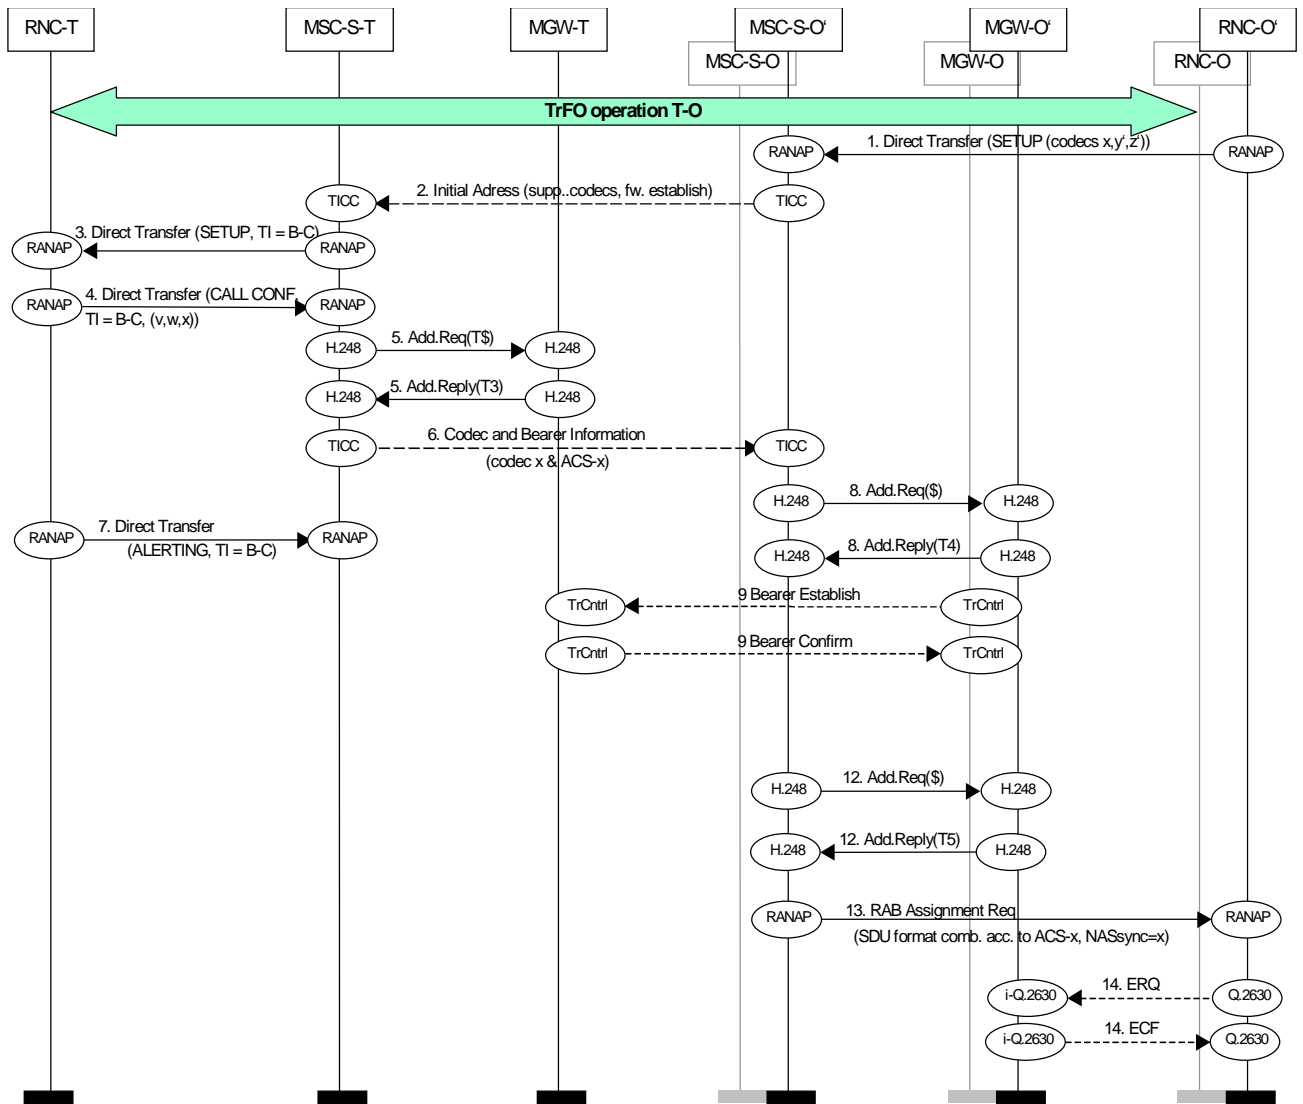 RNC-T
MSC-S-T
MGW-T
MSC-S-O‘
MGW-O‘
RNC-O‘
MSC-S-O
MGW-O
RNC-O
TrFO operation T-O
RANAP
1. Direct Transfer (SETUP (codecs x,y‘,z‘))
RANAP
TICC
2. Initial Adress (supp..codecs, fw. establish)
TICC
RANAP
3. Direct Transfer (SETUP, TI = B-C)
RANAP
RANAP
4. Direct Transfer (CALL CONF,
TI = B-C, (v,w,x))
RANAP
H.248
5. Add.Req(T$)
H.248
H.248
5. Add.Reply(T3)
H.248
TICC
6. Codec and Bearer Information
(codec x & ACS-x)
TICC
H.248
8. Add.Req($)
H.248
RANAP
7. Direct Transfer
(ALERTING, TI = B-C)
RANAP
H.248
8. Add.Reply(T4)
H.248
TrCntrl
9 Bearer Establish
TrCntrl
TrCntrl
9 Bearer Confirm
TrCntrl
H.248
12. Add.Req($)
H.248
H.248
12. Add.Reply(T5)
H.248
RANAP
13. RAB Assignment Req
(SDU format comb. acc. to ACS-x, NASsync=x)
RANAP
i-Q.2630
14. ERQ
Q.2630
i-Q.2630
14. ECF
Q.2630